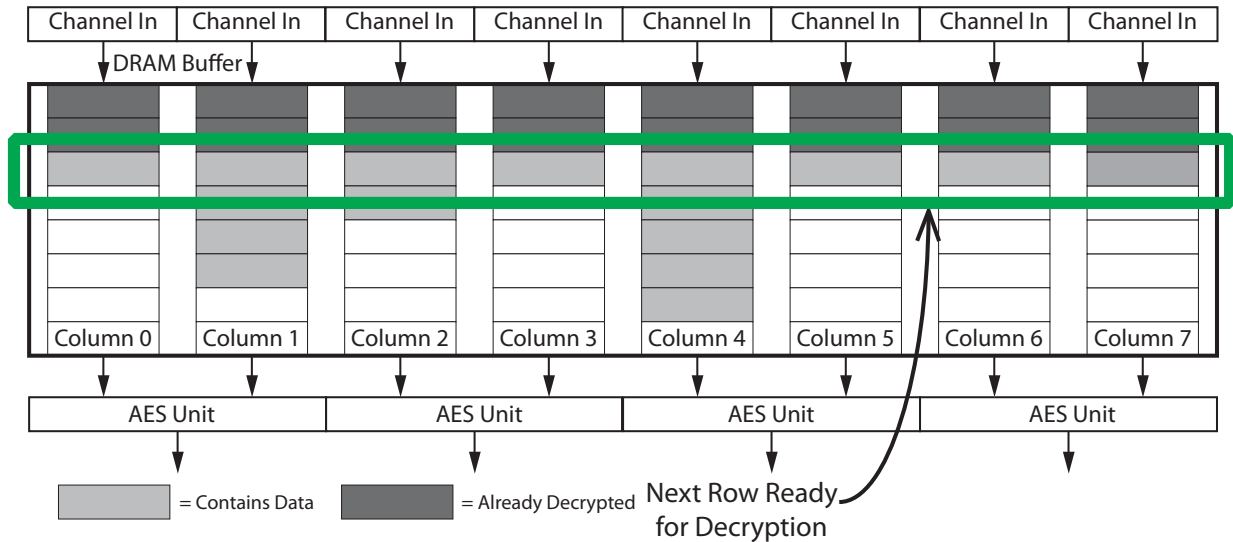 Channel In Channel In Channel In Channel In Channel In Channel In Channel In Channel In
DRAM Buffer
Column 0 Column 1 Column 2 Column 3 Column 4 Column 5 Column 6 Column 7
AES Unit AES Unit AES Unit AES Unit
= Contains Data = Already Decrypted Next Row Ready
for Decryption